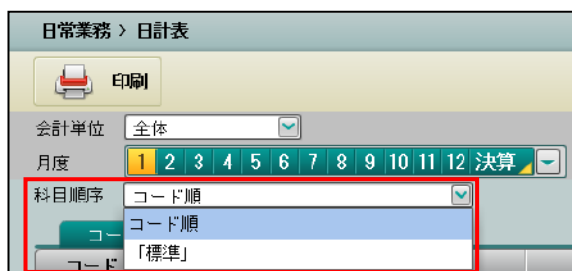 日常業務 > 日計表
印刷
会計単位 全体
月度 1 2 3 4 5 6 7 8 9 10 11 12 決算
科目順序 コード順
コード順
「標準」
コー
コード